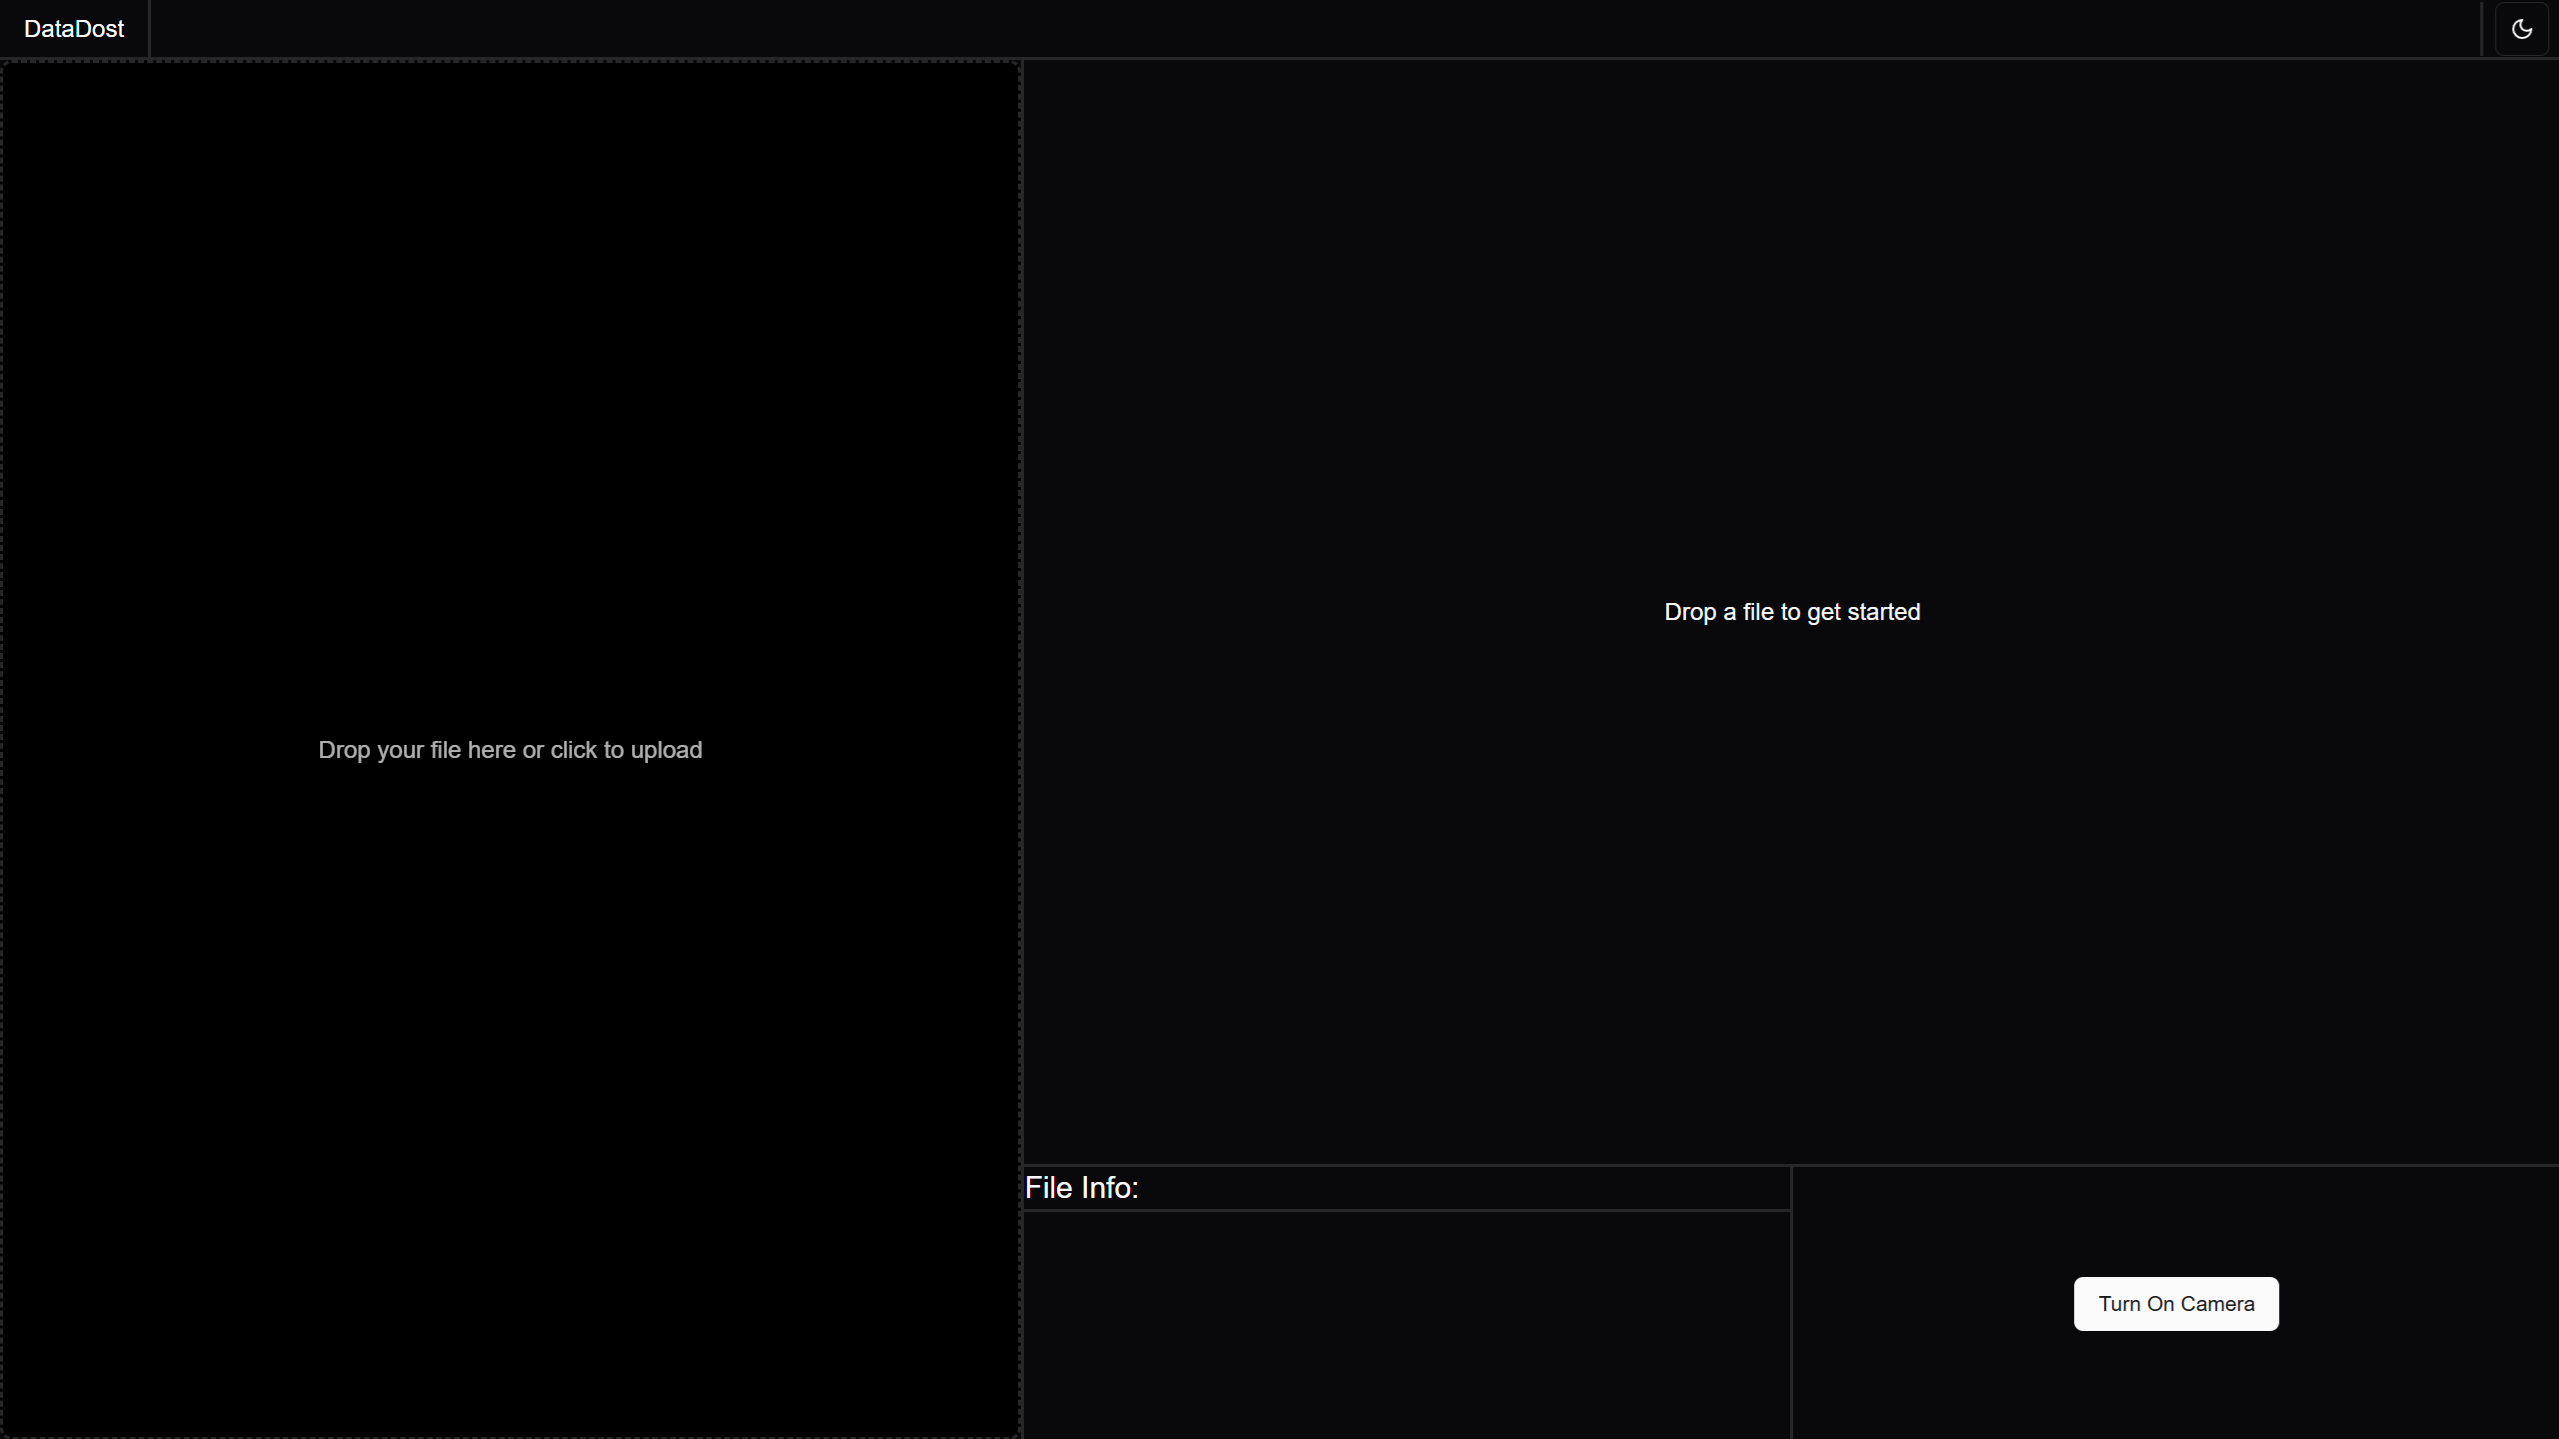 DataDost
Drop your file here or click to upload
Drop a file to get started
File Info:
Turn On Camera